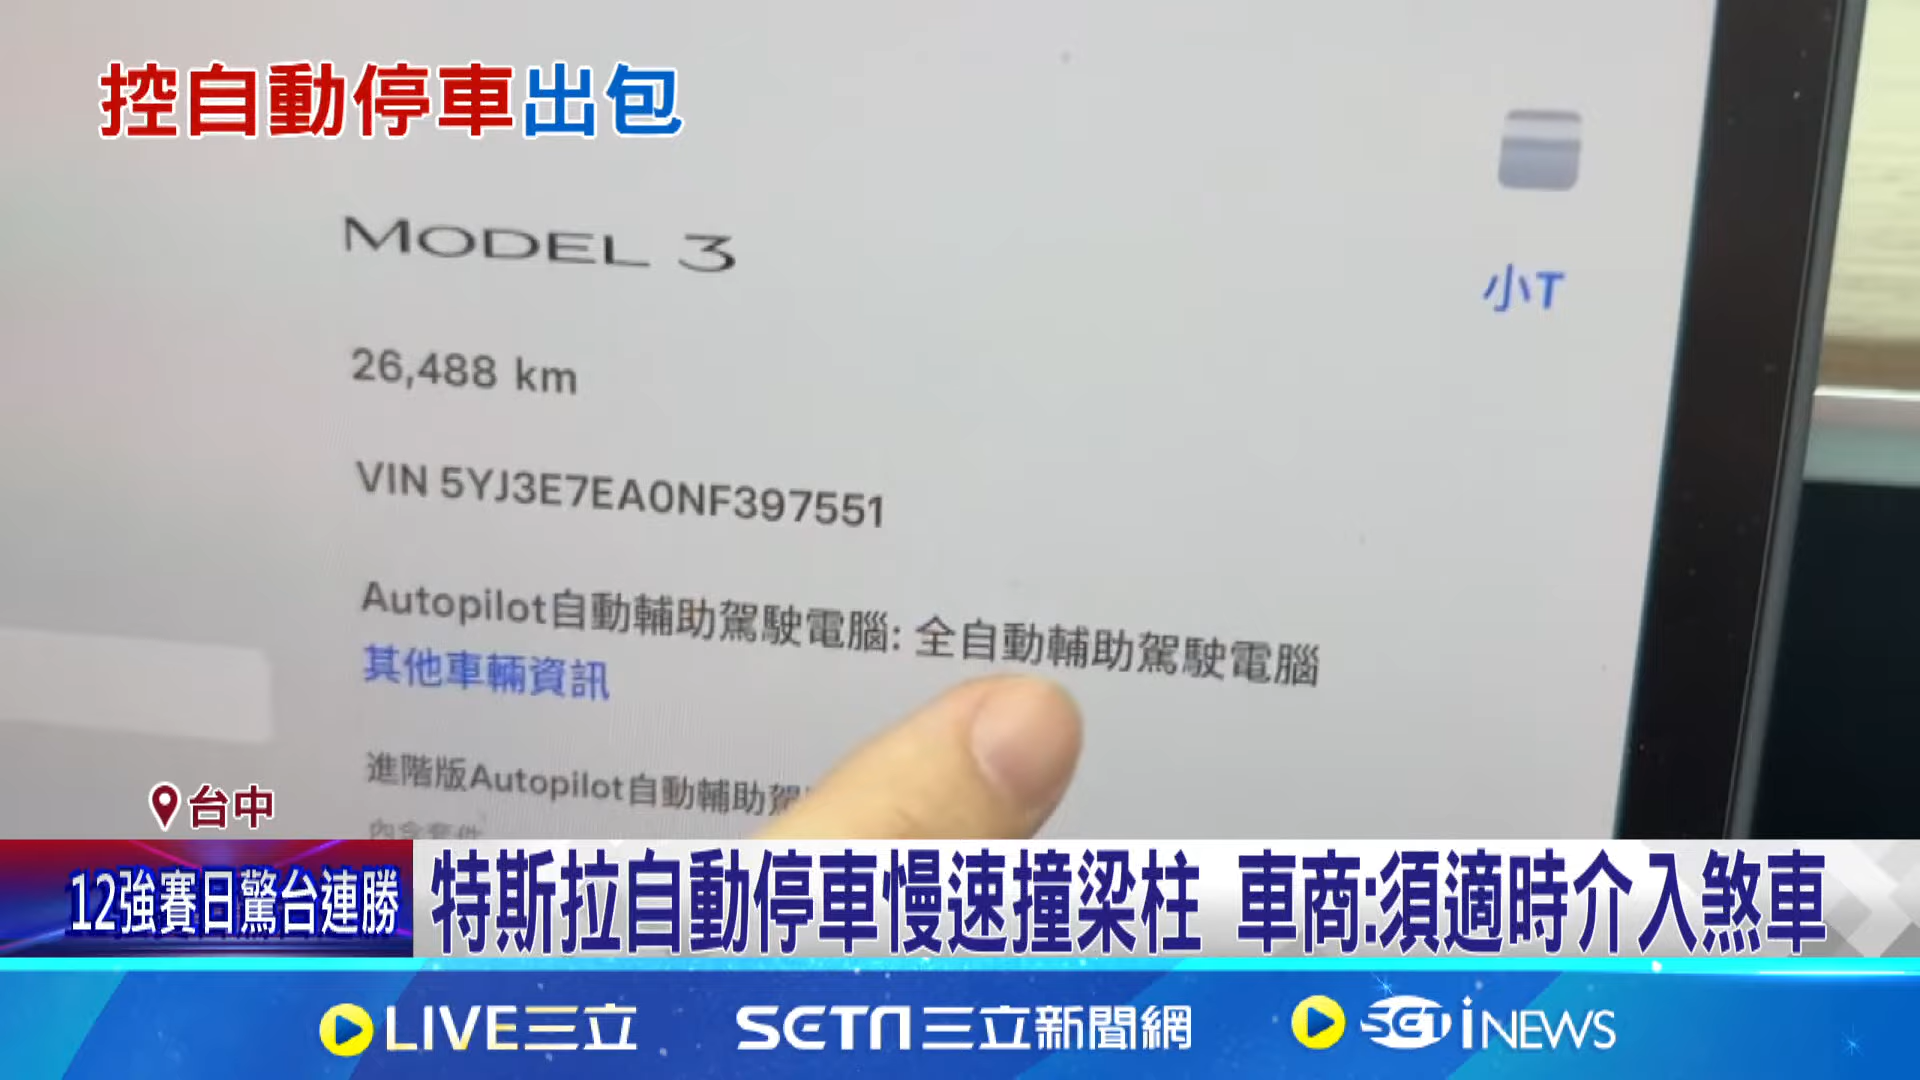 控自動停車出包
MODEL 3
小T
26,488 km
VIN 5YJ3E7EA0NF397551
Autopilot自動輔助駕駛電腦: 全自動輔助駕駛電腦
其他車輛資訊
進階版Autopilot自動輔助駕
台中
12強賽日驚台連勝
特斯拉自動停車慢速撞梁柱 車商:須適時介入煞車
LIVE三立
SETN三立新聞網
SETiNEWS